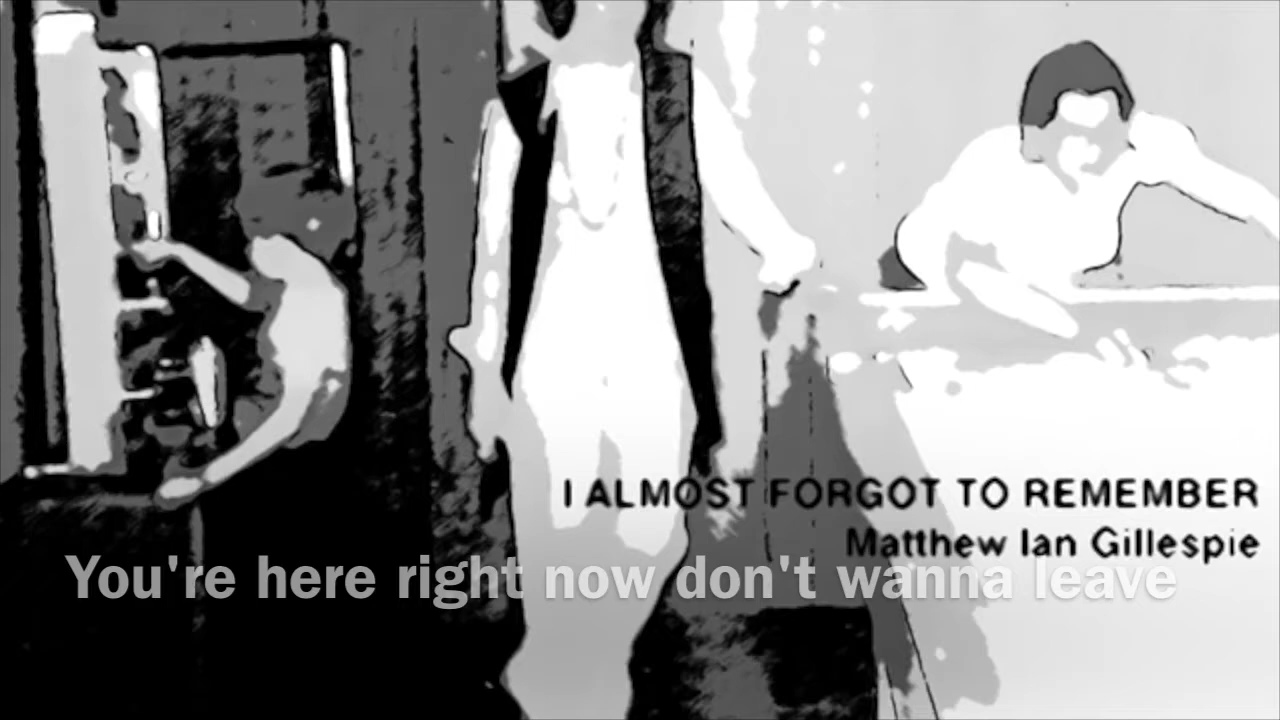 I ALMOST FORGOT TO REMEMBER
Matthew Ian Gillespie
You're here right now don't wanna leave